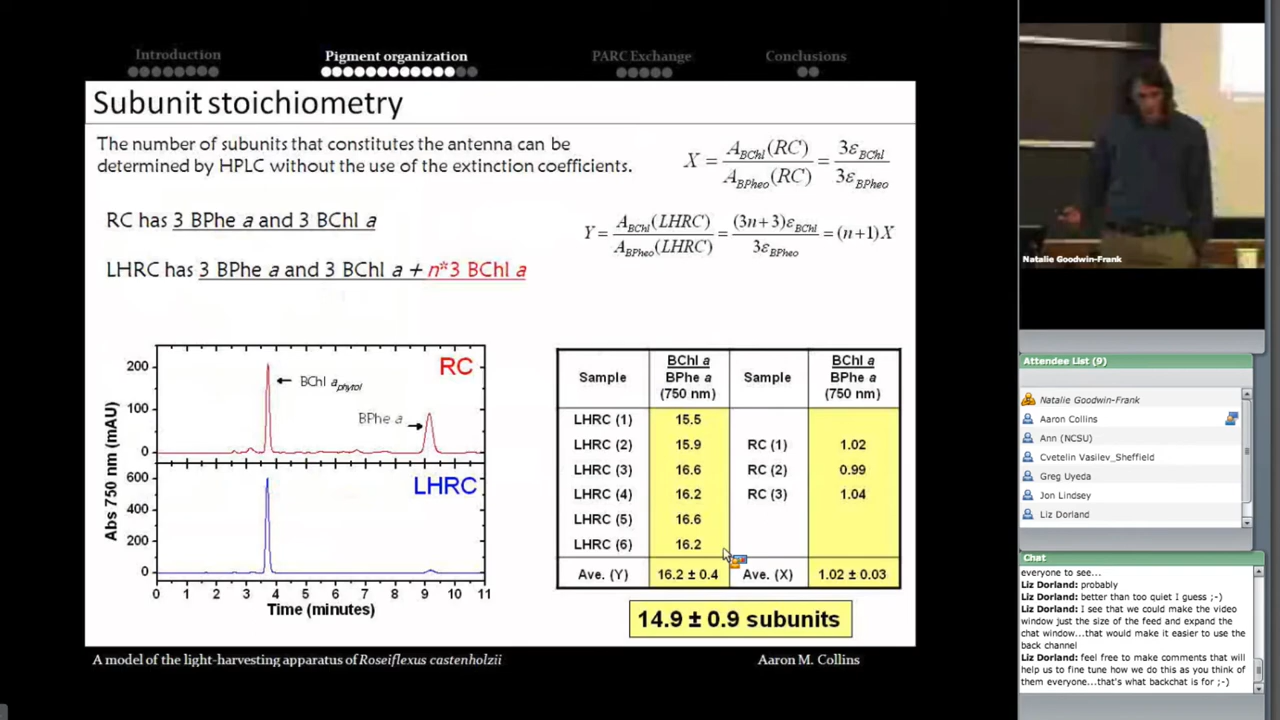 Introduction
Pigment organization
PARC Exchange
Conclusions
Subunit stoichiometry
The number of subunits that constitutes the antenna can be
determined by HPLC without the use of the extinction coefficients.
X = A_BChl(RC) / A_BPheo(RC) = 3ε_BChl / 3ε_BPheo
RC has 3 BPhe a and 3 BChl a
Y = A_BChl(LHRC) / A_BPheo(LHRC) = (3n+3)ε_BChl / 3ε_BPheo = (n+1)X
LHRC has 3 BPhe a and 3 BChl a + n*3 BChl a
Abs 750 nm (mAU)
RC
200
100
0
BChl a phytol
BPhe a
LHRC
600
400
200
0
0 1 2 3 4 5 6 7 8 9 10 11
Time (minutes)
Sample BChl a BPhe a (750 nm) Sample BChl a BPhe a (750 nm)
LHRC (1) 15.5
LHRC (2) 15.9 RC (1) 1.02
LHRC (3) 16.6 RC (2) 0.99
LHRC (4) 16.2 RC (3) 1.04
LHRC (5) 16.6
LHRC (6) 16.2
Ave. (Y) 16.2 ± 0.4 Ave. (X) 1.02 ± 0.03
14.9 ± 0.9 subunits
A model of the light-harvesting apparatus of Roseiflexus castenholzii
Aaron M. Collins
Natalie Goodwin-Frank
Attendee List (9)
Natalie Goodwin-Frank
Aaron Collins
Ann (NCSU)
Cvetelin Vasilev_Sheffield
Greg Uyeda
Jon Lindsey
Liz Dorland
Chat
everyone to see...
Liz Dorland: probably
Liz Dorland: better than too quiet I guess ;-)
Liz Dorland: I see that we could make the video
window just the size of the feed and expand the
chat window...that would make it easier to use the
back channel
Liz Dorland: feel free to make comments that will
help us to fine tune how we do this as you think of
them everyone...that's what backchat is for ;-)